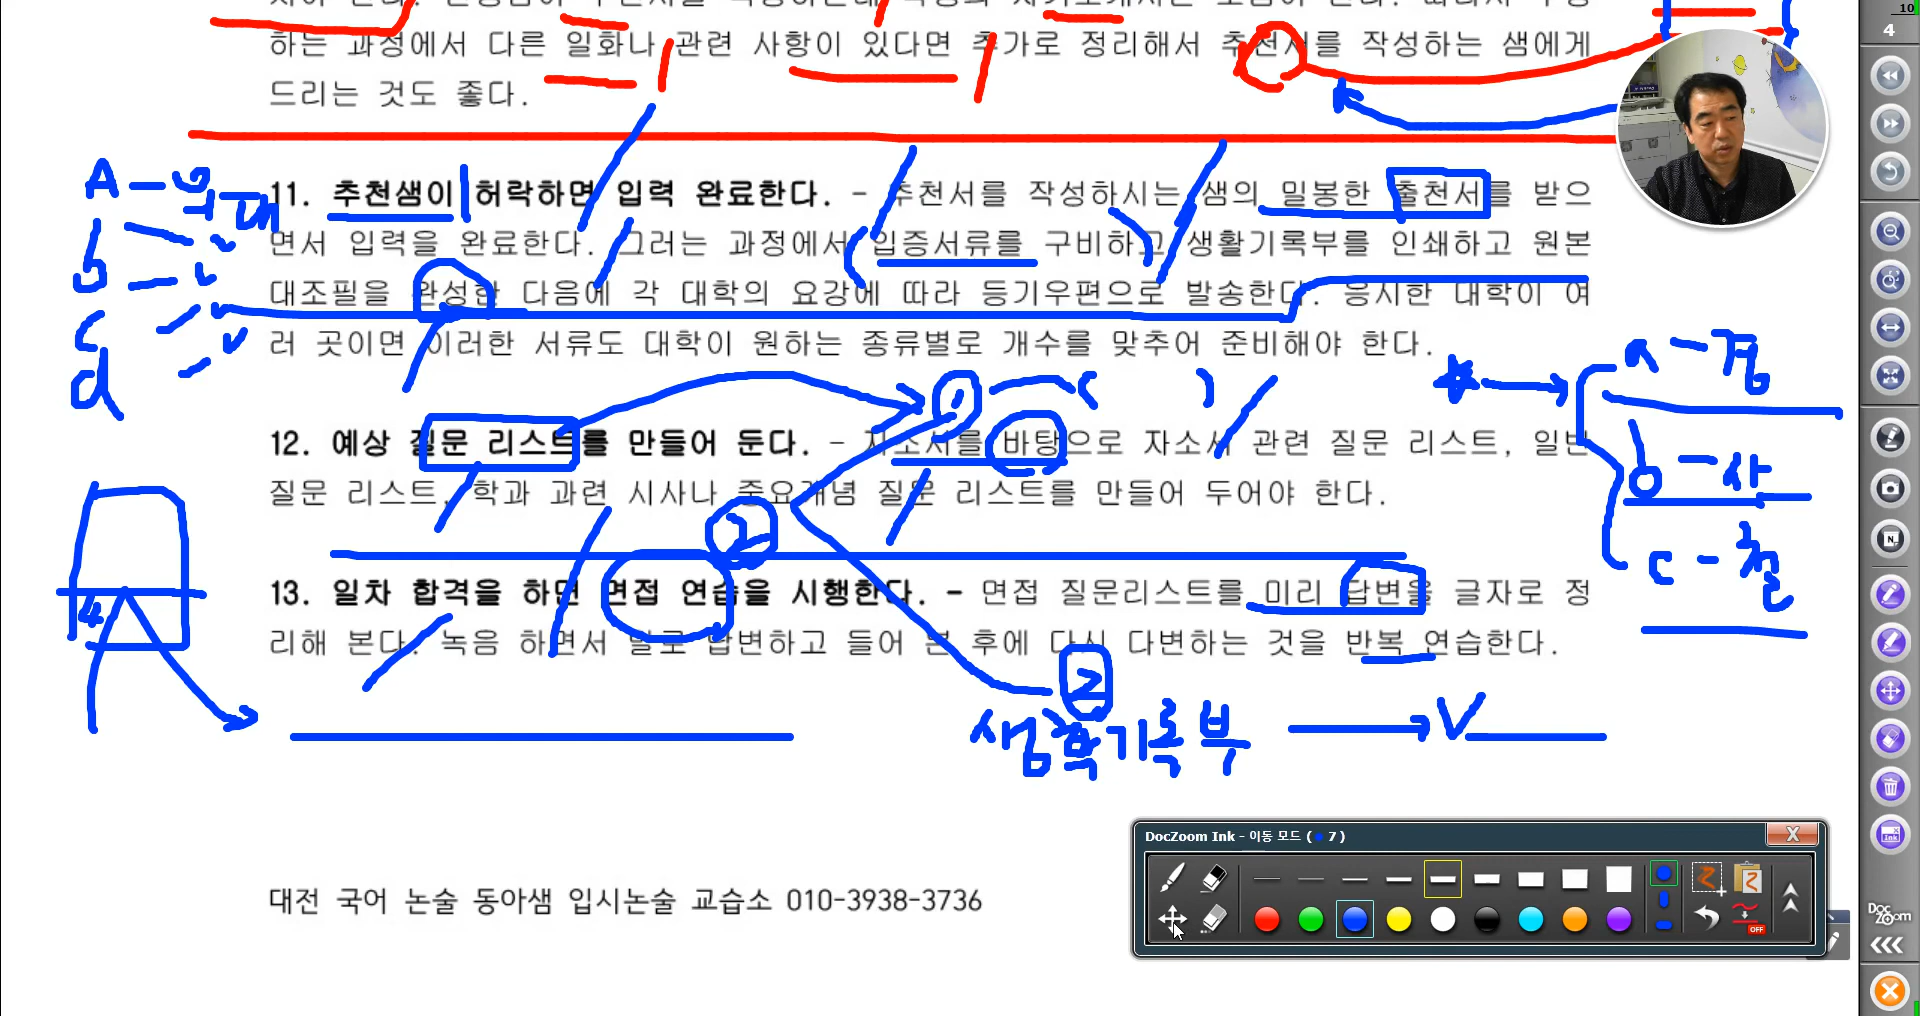 하는 과정에서 다른 일화나 관련 사항이 있다면 추가로 정리해서 추천서를 작성하는 샘에게
드리는 것도 좋다.
11. 추천샘이 허락하면 입력 완료한다. - 추천서를 작성하시는 샘의 밀봉한 출천서를 받으
면서 입력을 완료한다. 그러는 과정에서 입증서류를 구비하고 생활기록부를 인쇄하고 원본
대조필을 완성한 다음에 각 대학의 요강에 따라 등기우편으로 발송한다. 응시한 대학이 여
러 곳이면 이러한 서류도 대학이 원하는 종류별로 개수를 맞추어 준비해야 한다.
12. 예상 질문 리스트를 만들어 둔다. - 자소서를 바탕으로 자소서 관련 질문 리스트, 일반
질문 리스트, 학과 과련 시사나 중요개념 질문 리스트를 만들어 두어야 한다.
13. 일차 합격을 하면 면접 연습을 시행한다. - 면접 질문리스트를 미리 답변을 글자로 정
리해 본다. 녹음 하면서 말로 답변하고 들어 본 후에 다시 다변하는 것을 반복 연습한다.
A
b
c
d
1
2
2
4
a -
b - 사
c -
기록부
V
대전 국어 논술 동아샘 입시논술 교습소 010-3938-3736
DocZoom Ink - 이동 모드 ( 7 )
X
OFF
10
4
N
Ink
Doc
Zoom